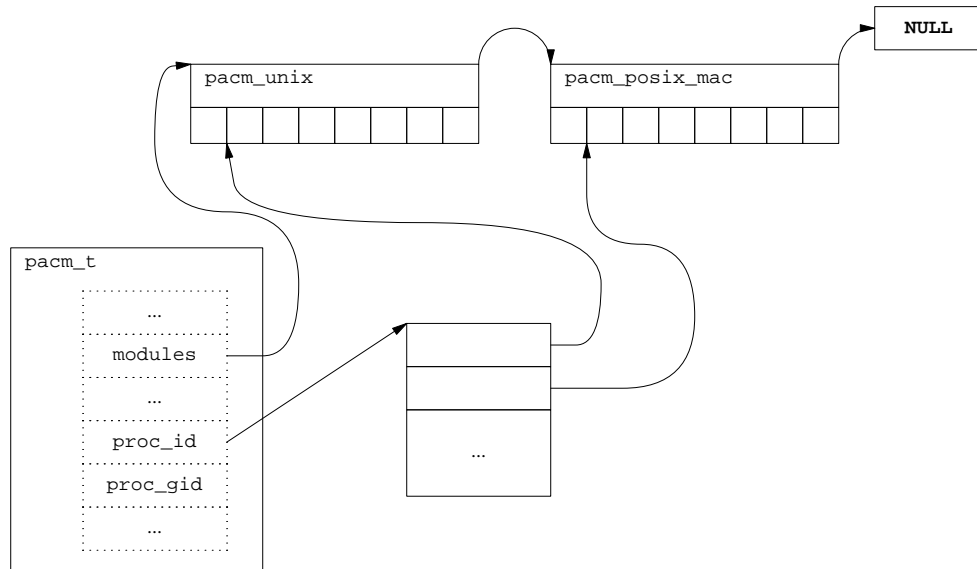 NULL
pacm_unix
pacm_posix_mac
pacm_t
...
modules
...
proc_id
proc_gid
...
...